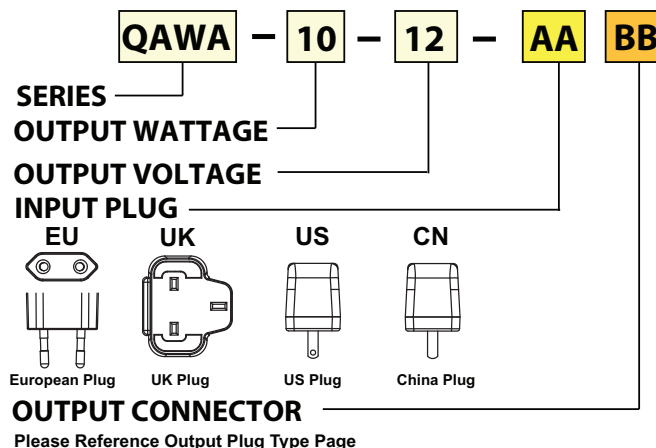 QAWA - 10 - 12 - AA BB
SERIES
OUTPUT WATTAGE
OUTPUT VOLTAGE
INPUT PLUG
EU UK US CN
European Plug UK Plug US Plug China Plug
OUTPUT CONNECTOR
Please Reference Output Plug Type Page